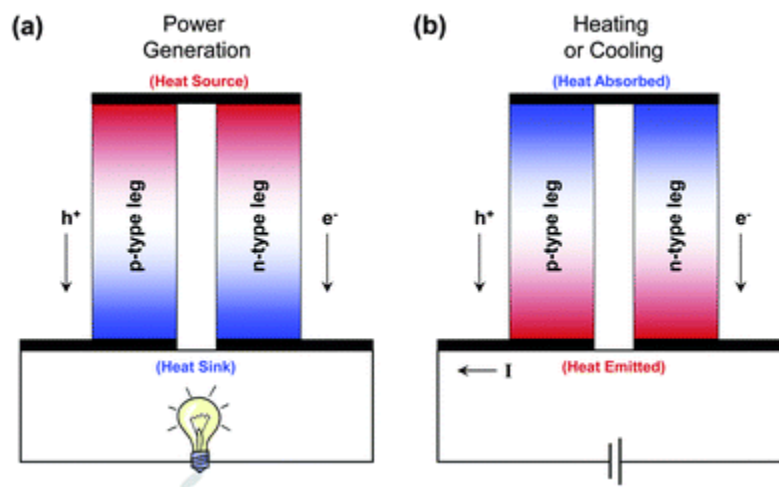 (a)
Power
Generation
(Heat Source)
h⁺
p-type leg
n-type leg
e⁻
(Heat Sink)
(b)
Heating
or Cooling
(Heat Absorbed)
h⁺
p-type leg
n-type leg
e⁻
I
(Heat Emitted)